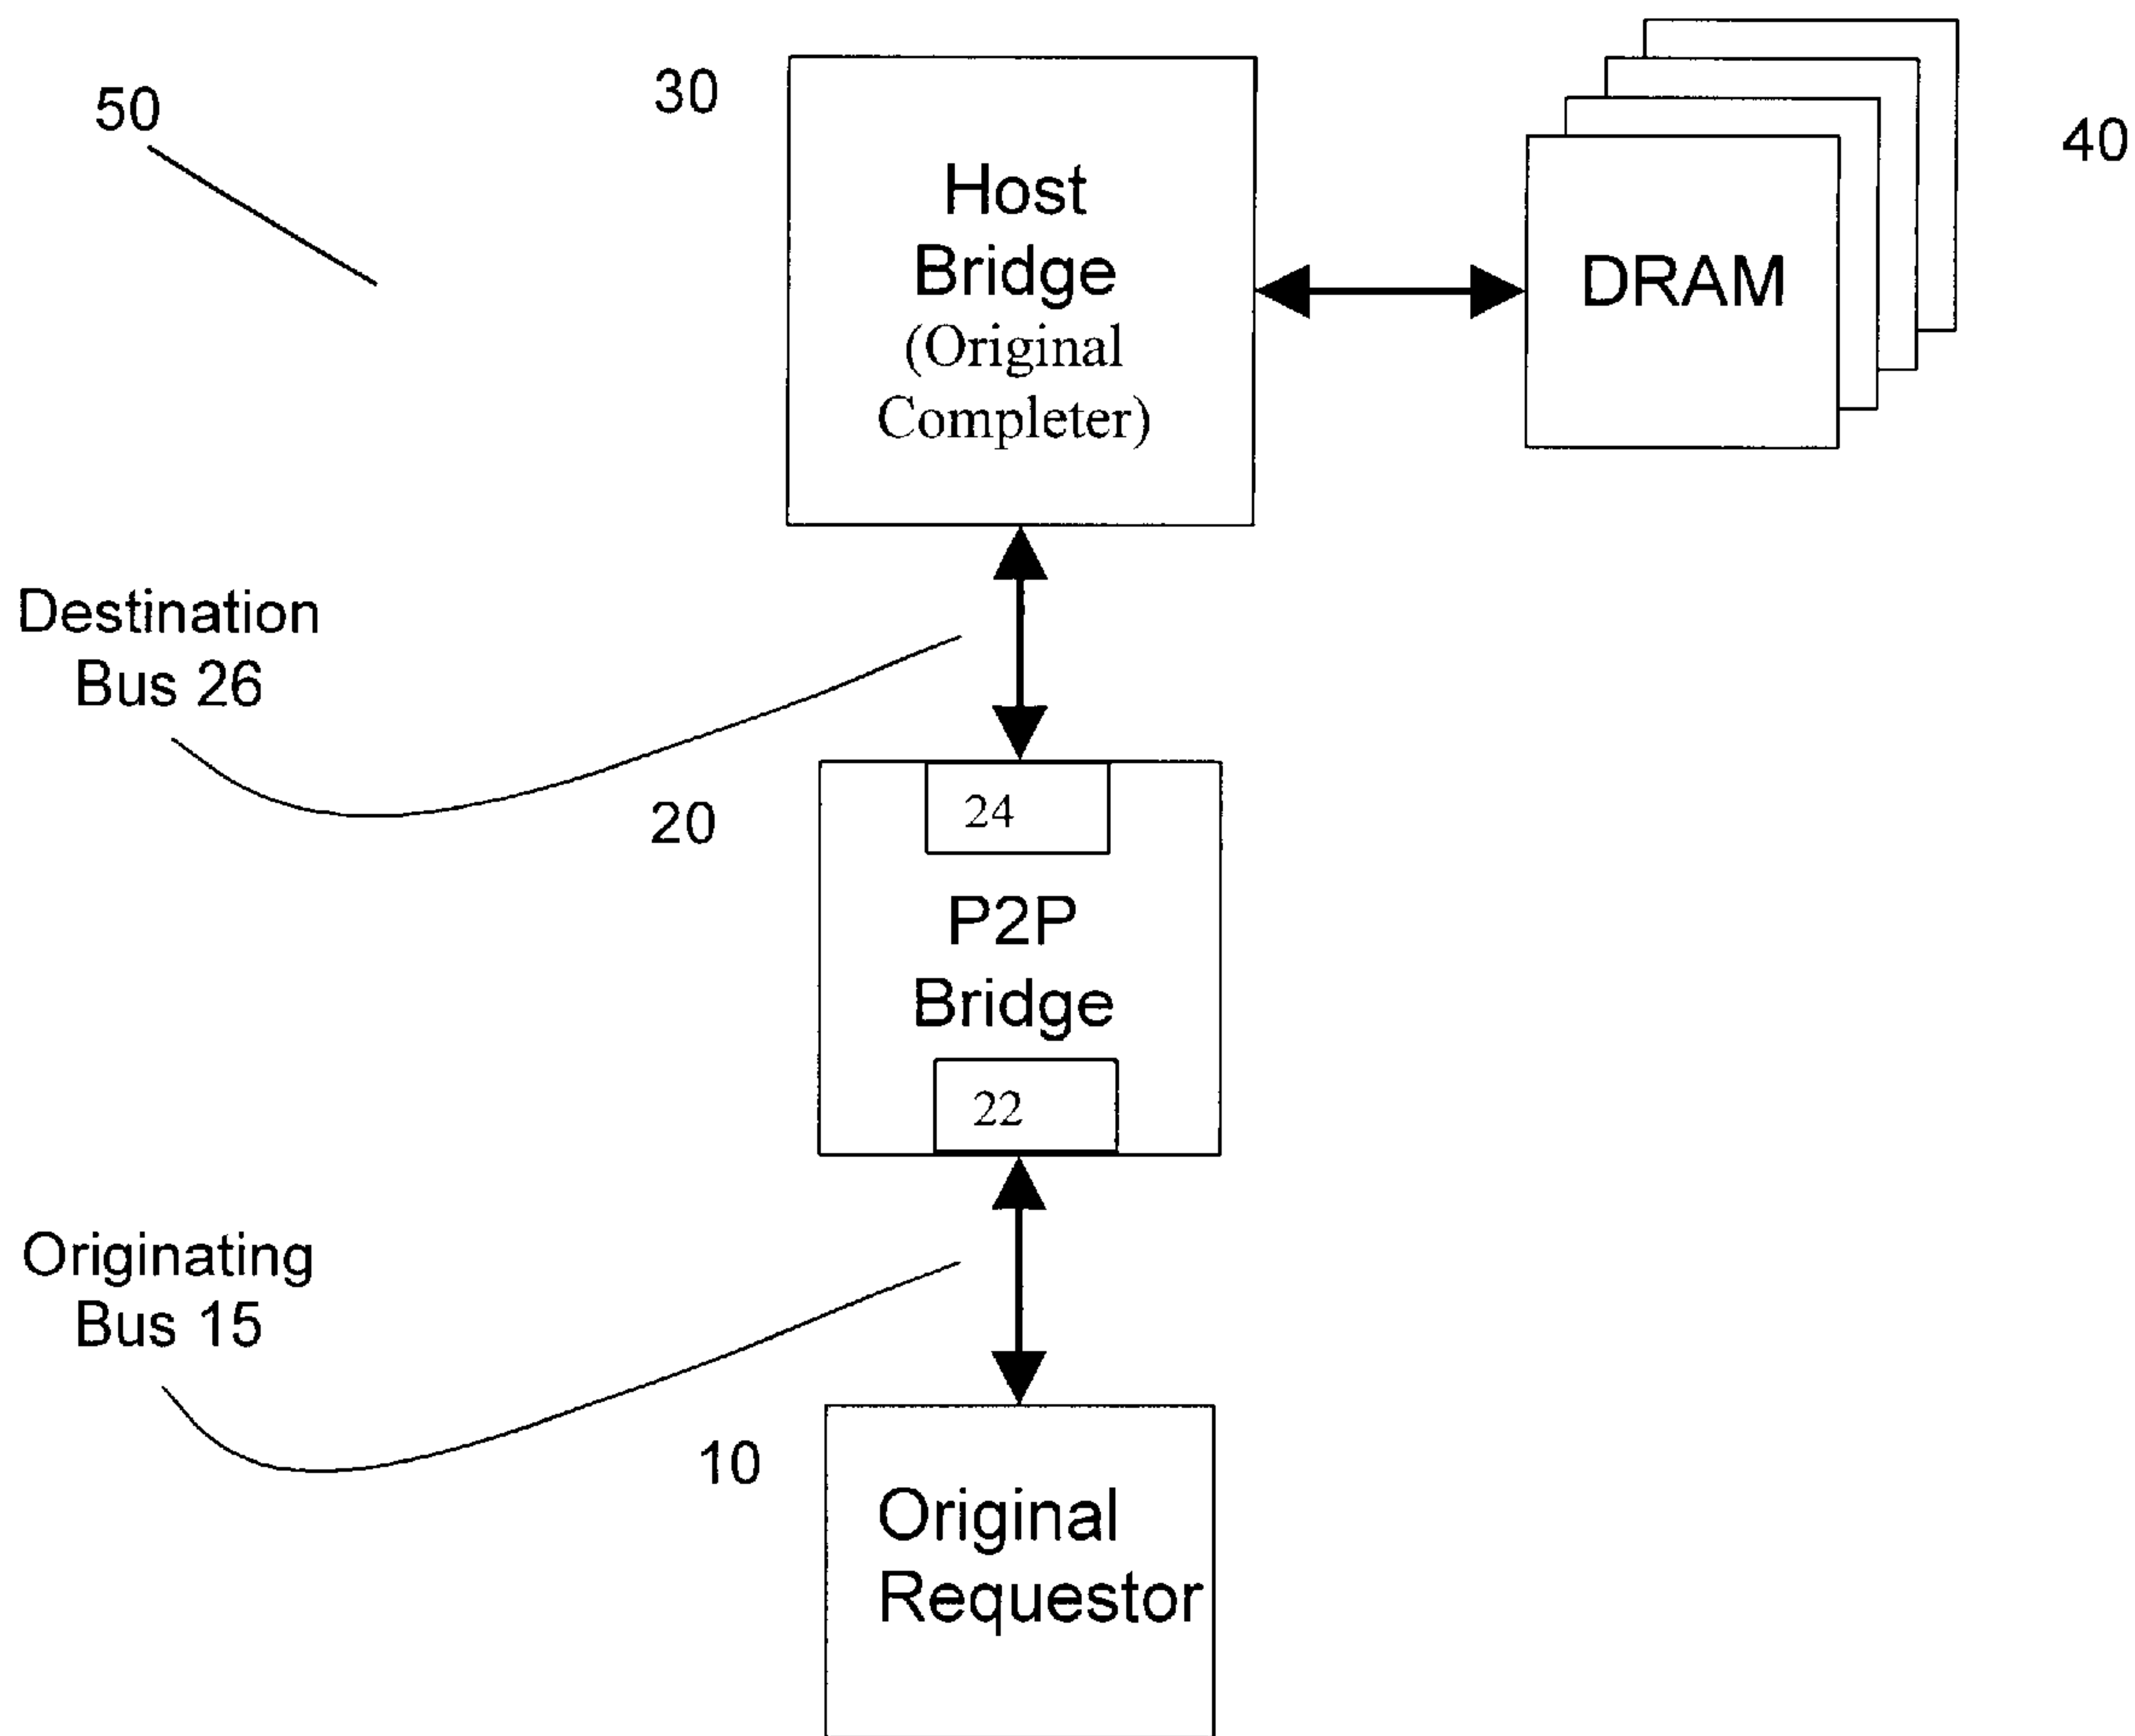 50
30
Host
Bridge
(Original
Completer)
DRAM
40
Destination
Bus 26
20
24
P2P
Bridge
22
Originating
Bus 15
10
Original
Requestor